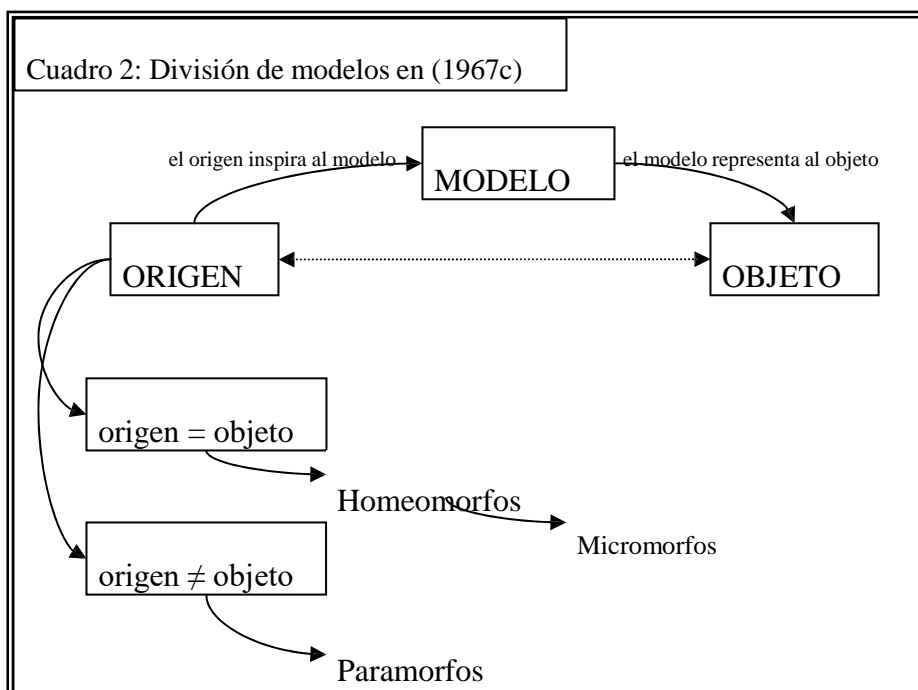 Cuadro 2: División de modelos en (1967c)
el origen inspira al modelo
MODELO
el modelo representa al objeto
ORIGEN
OBJETO
origen = objeto
Homeomorfos
Micromorfos
origen ≠ objeto
Paramorfos